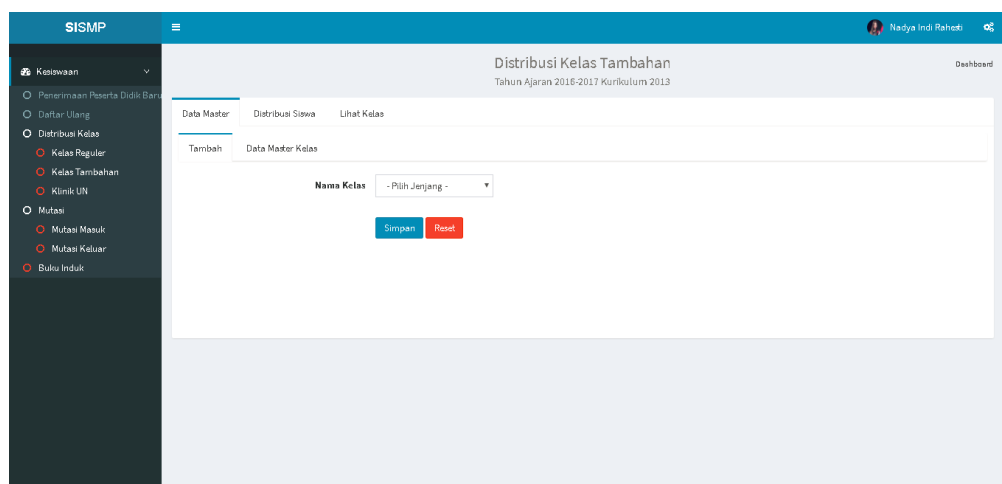 SISMP
Nadya Indi Rahesti
Kesiswaan
Penerimaan Peserta Didik Baru
Daftar Ulang
Distribusi Kelas
Kelas Reguler
Kelas Tambahan
Klinik UN
Mutasi
Mutasi Masuk
Mutasi Keluar
Buku Induk
Distribusi Kelas Tambahan
Tahun Ajaran 2016-2017 Kurikulum 2013
Dashboard
Data Master Distribusi Siswa Lihat Kelas
Tambah Data Master Kelas
Nama Kelas - Pilih Jenjang -
Simpan Reset